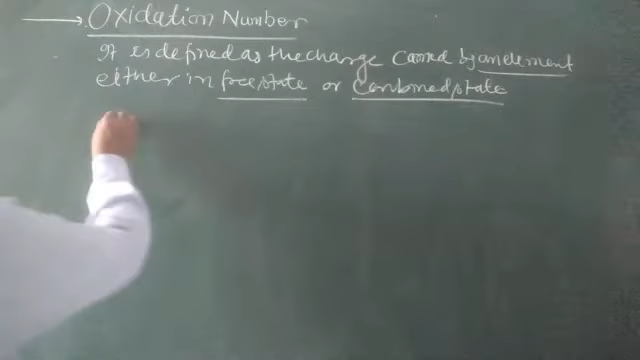 → Oxidation Number
It is defined as the charge carried by an element
either in free state or Combined state